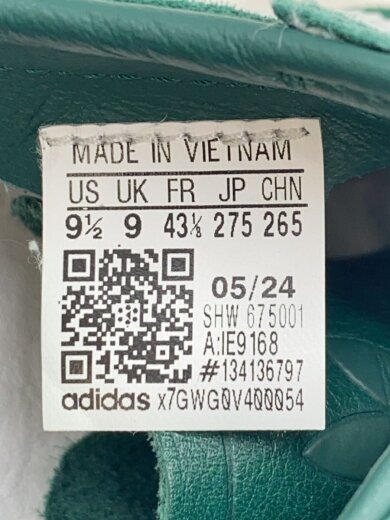 MADE IN VIETNAM
US UK FR JP CHN
9½ 9 43⅓ 275 265
05/24
SHW 675001
A:IE9168
#134136797
adidas x7GWG0V400054